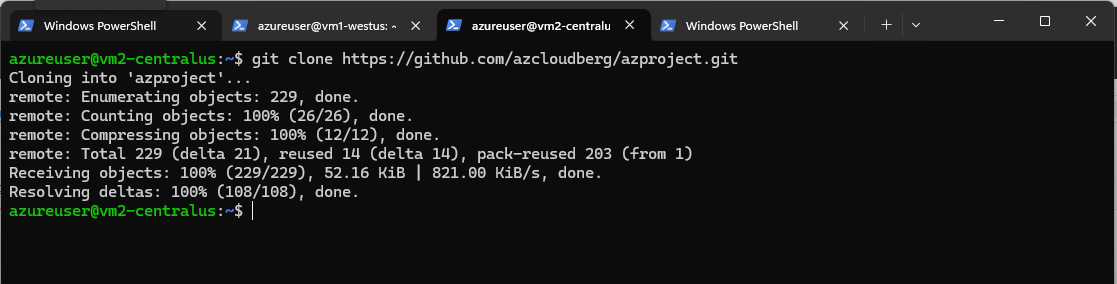 Windows PowerShell
azureuser@vm1-westus: ~
azureuser@vm2-centralu
Windows PowerShell
azureuser@vm2-centralus:~$ git clone https://github.com/azcloudberg/azproject.git
Cloning into 'azproject'...
remote: Enumerating objects: 229, done.
remote: Counting objects: 100% (26/26), done.
remote: Compressing objects: 100% (12/12), done.
remote: Total 229 (delta 21), reused 14 (delta 14), pack-reused 203 (from 1)
Receiving objects: 100% (229/229), 52.16 KiB | 821.00 KiB/s, done.
Resolving deltas: 100% (108/108), done.
azureuser@vm2-centralus:~$